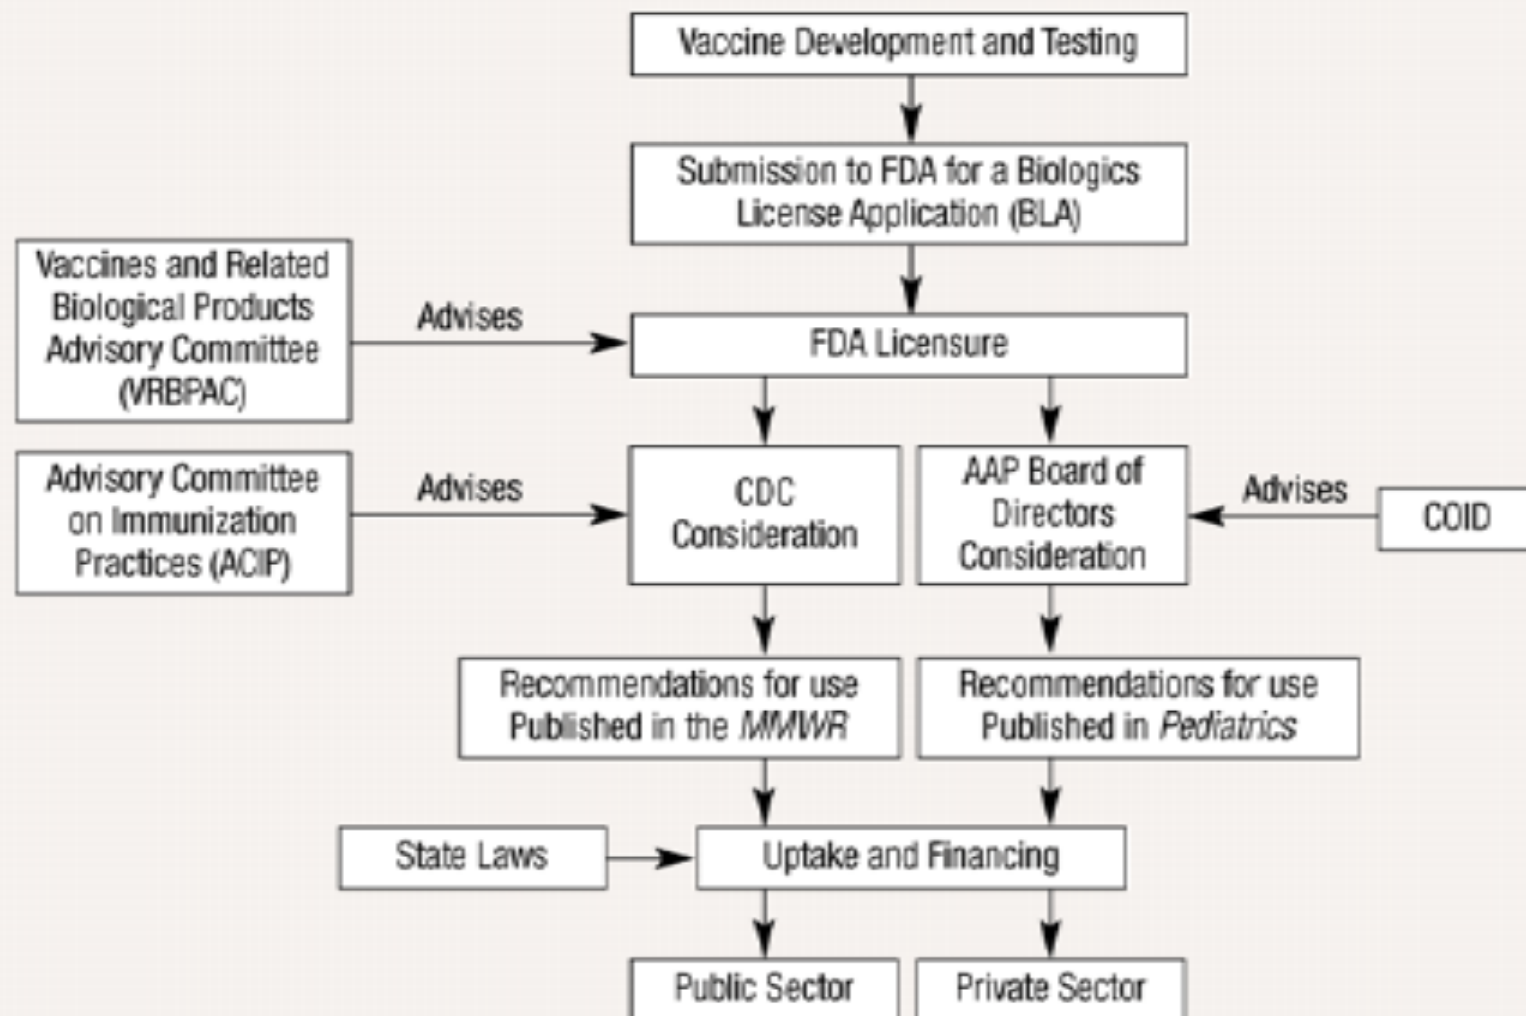 Vaccine Development and Testing
Submission to FDA for a Biologics
License Application (BLA)
Vaccines and Related
Biological Products
Advisory Committee
(VRBPAC)
Advises
FDA Licensure
Advisory Committee
on Immunization
Practices (ACIP)
Advises
CDC
Consideration
AAP Board of
Directors
Consideration
Advises
COID
Recommendations for use
Published in the MMWR
Recommendations for use
Published in Pediatrics
State Laws
Uptake and Financing
Public Sector
Private Sector